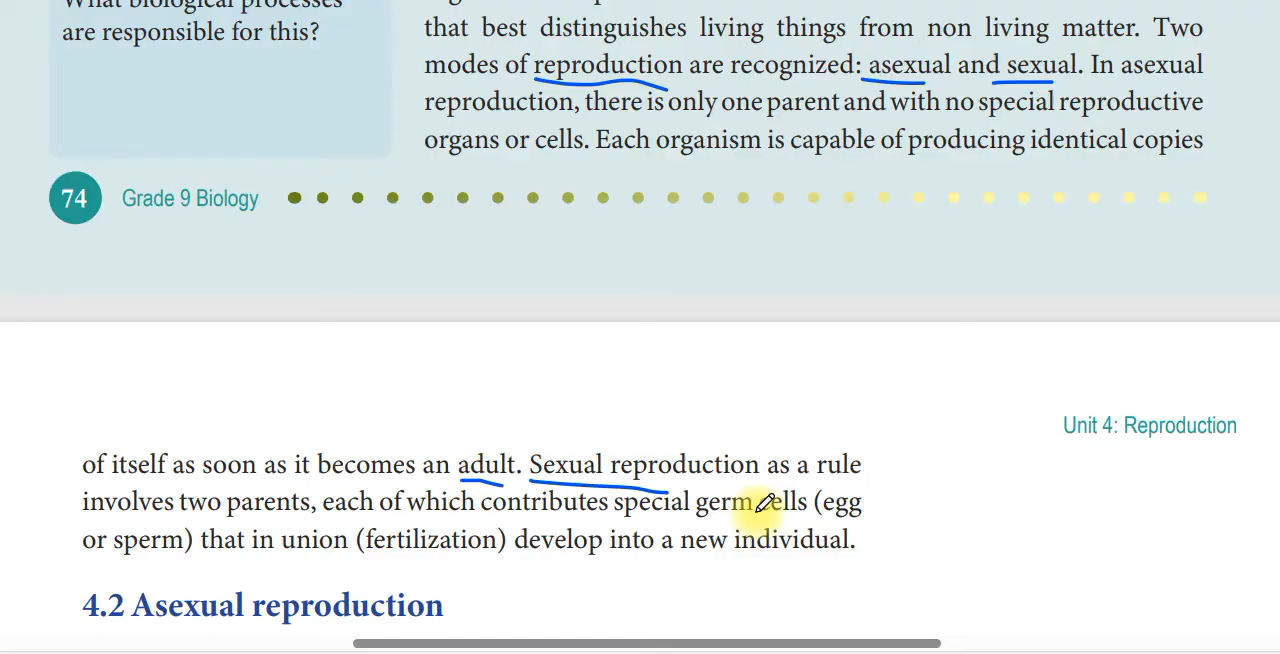 What biological processes
are responsible for this?
that best distinguishes living things from non living matter. Two
modes of reproduction are recognized: asexual and sexual. In asexual
reproduction, there is only one parent and with no special reproductive
organs or cells. Each organism is capable of producing identical copies
74 Grade 9 Biology
Unit 4: Reproduction
of itself as soon as it becomes an adult. Sexual reproduction as a rule
involves two parents, each of which contributes special germ cells (egg
or sperm) that in union (fertilization) develop into a new individual.
4.2 Asexual reproduction